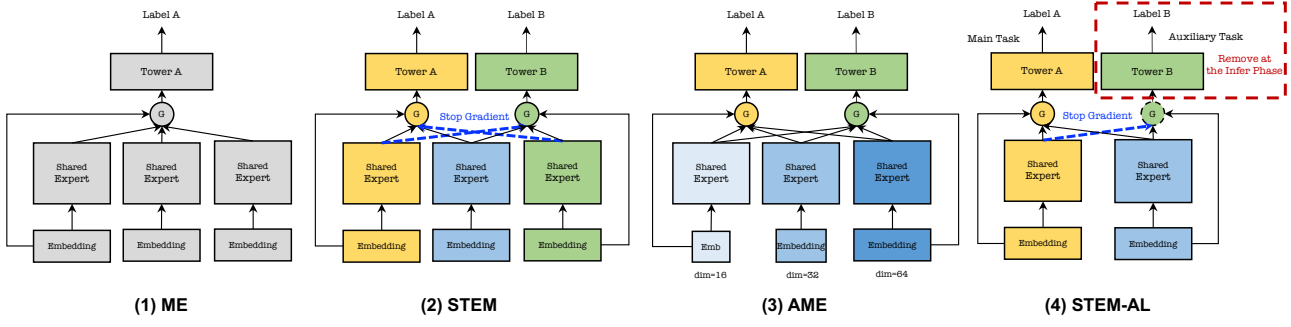 Label A
Tower A
G
Shared
Expert
Shared
Expert
Shared
Expert
Embedding
Embedding
Embedding
(1) ME
Label A
Label B
Tower A
Tower B
G
Stop Gradient
G
Shared
Expert
Shared
Expert
Shared
Expert
Embedding
Embedding
Embedding
(2) STEM
Label A
Label B
Tower A
Tower B
G
G
Shared
Expert
Shared
Expert
Shared
Expert
Emb
Embedding
Embedding
dim=16
dim=32
dim=64
(3) AME
Label A
Label B
Main Task
Auxiliary Task
Tower A
Tower B
Remove at
the Infer Phase
G
Stop Gradient
G
Shared
Expert
Shared
Expert
Embedding
Embedding
(4) STEM-AL